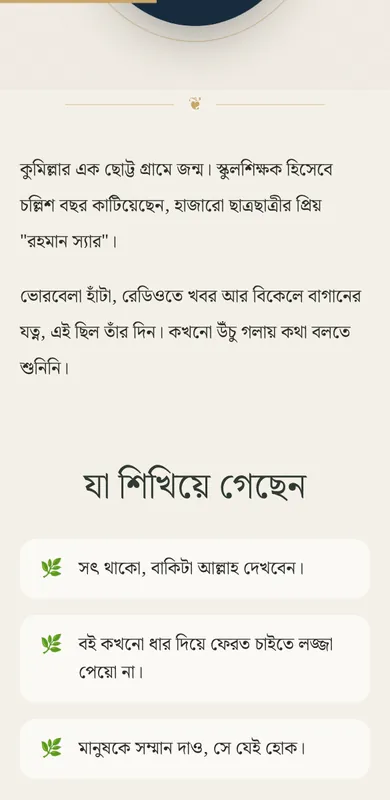 কুমিল্লার এক ছোট্ট গ্রামে জন্ম। স্কুলশিক্ষক হিসেবে
চল্লিশ বছর কাটিয়েছেন, হাজারো ছাত্রছাত্রীর প্রিয়
"রহমান স্যার"।
ভোরবেলা হাঁটা, রেডিওতে খবর আর বিকেলে বাগানের
যত্ন, এই ছিল তাঁর দিন। কখনো উঁচু গলায় কথা বলতে
শুনিনি।
যা শিখিয়ে গেছেন
সৎ থাকো, বাকিটা আল্লাহ দেখবেন।
বই কখনো ধার দিয়ে ফেরত চাইতে লজ্জা
পেয়ো না।
মানুষকে সম্মান দাও, সে যেই হোক।